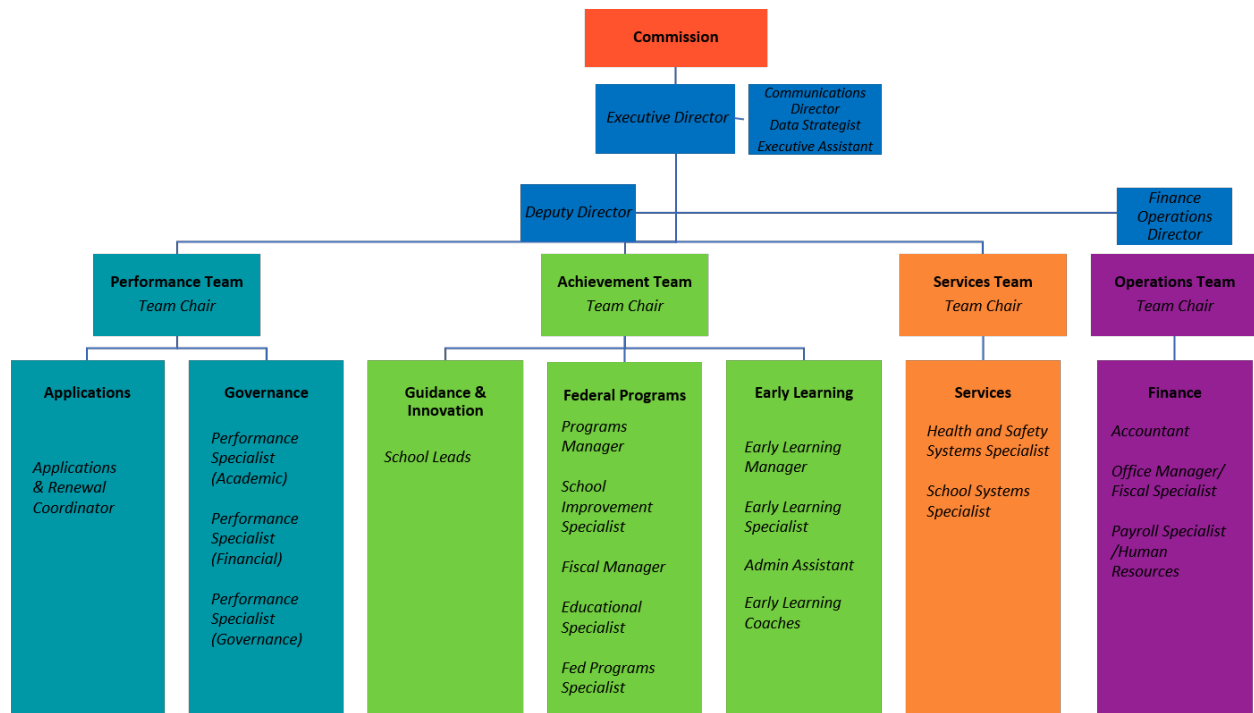 Commission
Executive Director
Communications
Director
Data Strategist
Executive Assistant
Deputy Director
Finance
Operations
Director
Performance Team
Team Chair
Achievement Team
Team Chair
Services Team
Team Chair
Operations Team
Team Chair
Applications
Applications
& Renewal
Coordinator
Governance
Performance
Specialist
(Academic)
Performance
Specialist
(Financial)
Performance
Specialist
(Governance)
Guidance &
Innovation
School Leads
Federal Programs
Programs
Manager
School
Improvement
Specialist
Fiscal Manager
Educational
Specialist
Fed Programs
Specialist
Early Learning
Early Learning
Manager
Early Learning
Specialist
Admin Assistant
Early Learning
Coaches
Services
Health and Safety
Systems Specialist
School Systems
Specialist
Finance
Accountant
Office Manager/
Fiscal Specialist
Payroll Specialist
/Human
Resources